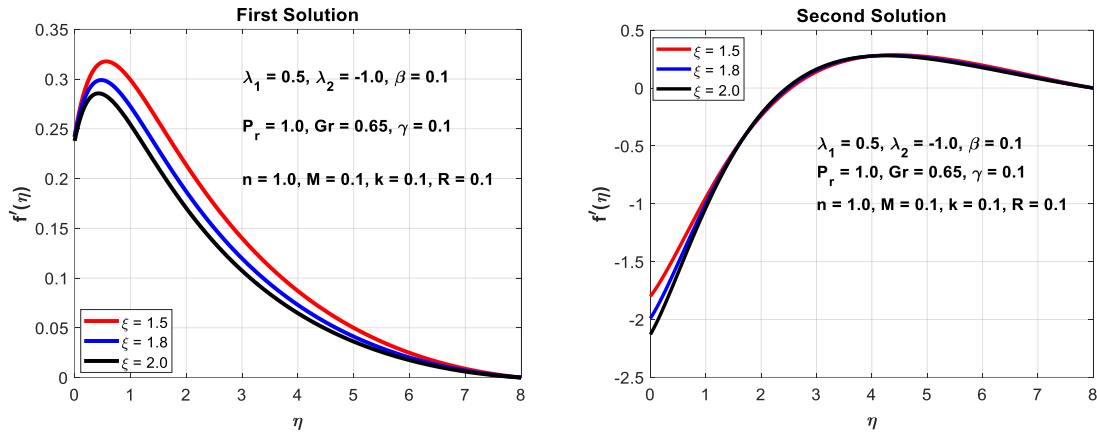 First Solution
0.35
0.3
0.25
0.2
0.15
0.1
0.05
0
f′(η)
λ1 = 0.5, λ2 = -1.0, β = 0.1
Pr = 1.0, Gr = 0.65, γ = 0.1
n = 1.0, M = 0.1, k = 0.1, R = 0.1
ξ = 1.5
ξ = 1.8
ξ = 2.0
0 1 2 3 4 5 6 7 8
η
Second Solution
0.5
0
-0.5
-1
-1.5
-2
-2.5
f′(η)
ξ = 1.5
ξ = 1.8
ξ = 2.0
λ1 = 0.5, λ2 = -1.0, β = 0.1
Pr = 1.0, Gr = 0.65, γ = 0.1
n = 1.0, M = 0.1, k = 0.1, R = 0.1
0 1 2 3 4 5 6 7 8
η